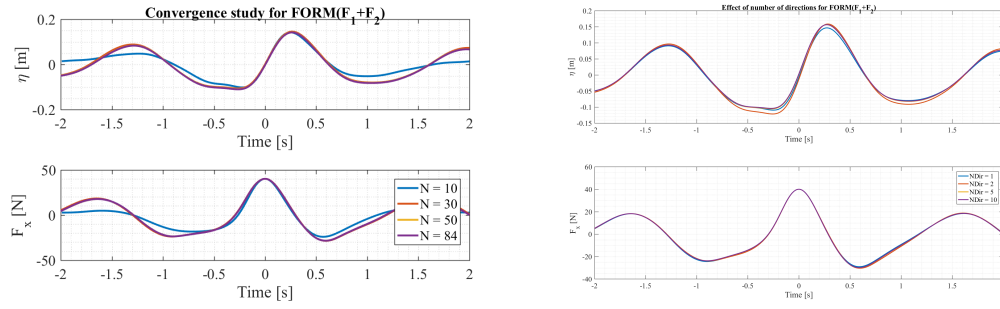 Convergence study for FORM(F1+F2)
0.2
0
-0.2
η [m]
-2 -1.5 -1 -0.5 0 0.5 1 1.5 2
Time [s]
50
0
-50
Fx [N]
N = 10
N = 30
N = 50
N = 84
-2 -1.5 -1 -0.5 0 0.5 1 1.5 2
Time [s]
Effect of number of directions for FORM(F1+F2)
0.2
0.15
0.1
0.05
0
-0.05
-0.1
-0.15
η [m]
-2 -1.5 -1 -0.5 0 0.5 1 1.5
Time [s]
60
40
20
0
-20
-40
Fx [N]
NDir = 1
NDir = 2
NDir = 5
NDir = 10
-2 -1.5 -1 -0.5 0 0.5 1 1.5
Time [s]